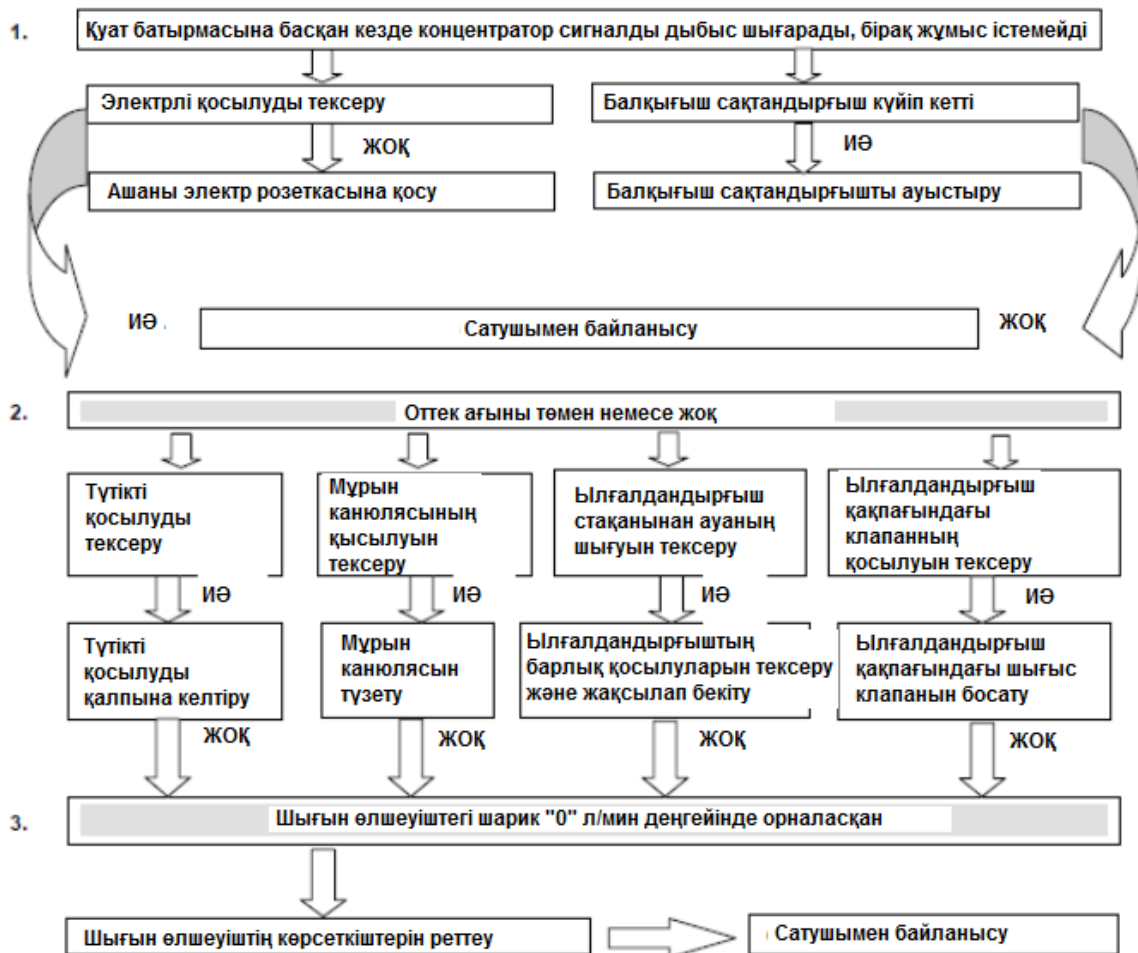 1.
Қуат батырмасына басқан кезде концентратор сигналды дыбыс шығарады, бірақ жұмыс істемейді
Электрлі қосылуды тексеру
Балқығыш сақтандырғыш күйіп кетті
ЖОҚ
ИӘ
Ашаны электр розеткасына қосу
Балқығыш сақтандырғышты ауыстыру
ИӘ
Сатушымен байланысу
ЖОҚ
2.
Оттек ағыны төмен немесе жоқ
Түтікті
қосылуды
тексеру
Мұрын
канюлясының
қысылуын
тексеру
Ылғалдандырғыш
стақанынан ауаның
шығуын тексеру
Ылғалдандырғыш
қақпағындағы
клапанның
қосылуын тексеру
ИӘ
ИӘ
ИӘ
ИӘ
Түтікті
қосылуды
қалпына келтіру
Мұрын
канюлясын
түзету
Ылғалдандырғыштың
барлық қосылуларын тексеру
және жақсылап бекіту
Ылғалдандырғыш
қақпағындағы шығыс
клапанын босату
ЖОҚ
ЖОҚ
ЖОҚ
ЖОҚ
3.
Шығын өлшеуіштегі шарик "0" л/мин деңгейінде орналасқан
Шығын өлшеуіштің көрсеткіштерін реттеу
Сатушымен байланысу